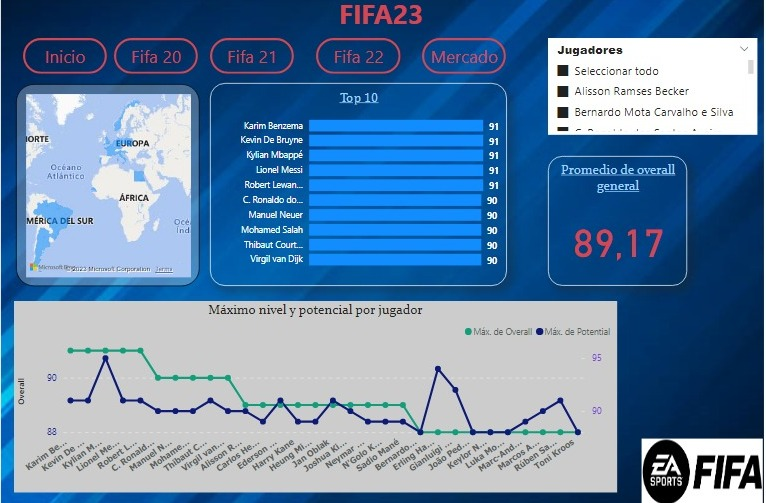 FIFA23
Inicio
Fifa 20
Fifa 21
Fifa 22
Mercado
Jugadores
Seleccionar todo
Alisson Ramses Becker
Bernardo Mota Carvalho e Silva
ORTE
EUROPA
Océano
Atlántico
ÁFRICA
MÉRICA DEL SUR
Océa
Índi
© 2023 Microsoft Corporation Terms
Top 10
Karim Benzema 91
Kevin De Bruyne 91
Kylian Mbappé 91
Lionel Messi 91
Robert Lewan... 91
C. Ronaldo do... 90
Manuel Neuer 90
Mohamed Salah 90
Thibaut Court... 90
Virgil van Dijk 90
Promedio de overall
general
89,17
Máximo nivel y potencial por jugador
Máx. de Overall Máx. de Potential
Overall
90
88
95
90
Karim Be...
Kevin De ...
Kylian M...
Lionel Me...
Robert L...
C. Ronald...
Manuel N...
Mohame...
Thibaut C...
Virgil van...
Alisson R...
Carlos He...
Ederson ...
Harry Kane
Heung Mi...
Jan Oblak
Joshua Ki...
Neymar ...
N'Golo K...
Sadio Mané
Bernardo...
Erling Ha...
Gianluigi ...
João Ped...
Keylor N...
Luka Mo...
Marc-And...
Marcos A...
Rúben Sa...
Toni Kroos
EA
SPORTS
FIFA